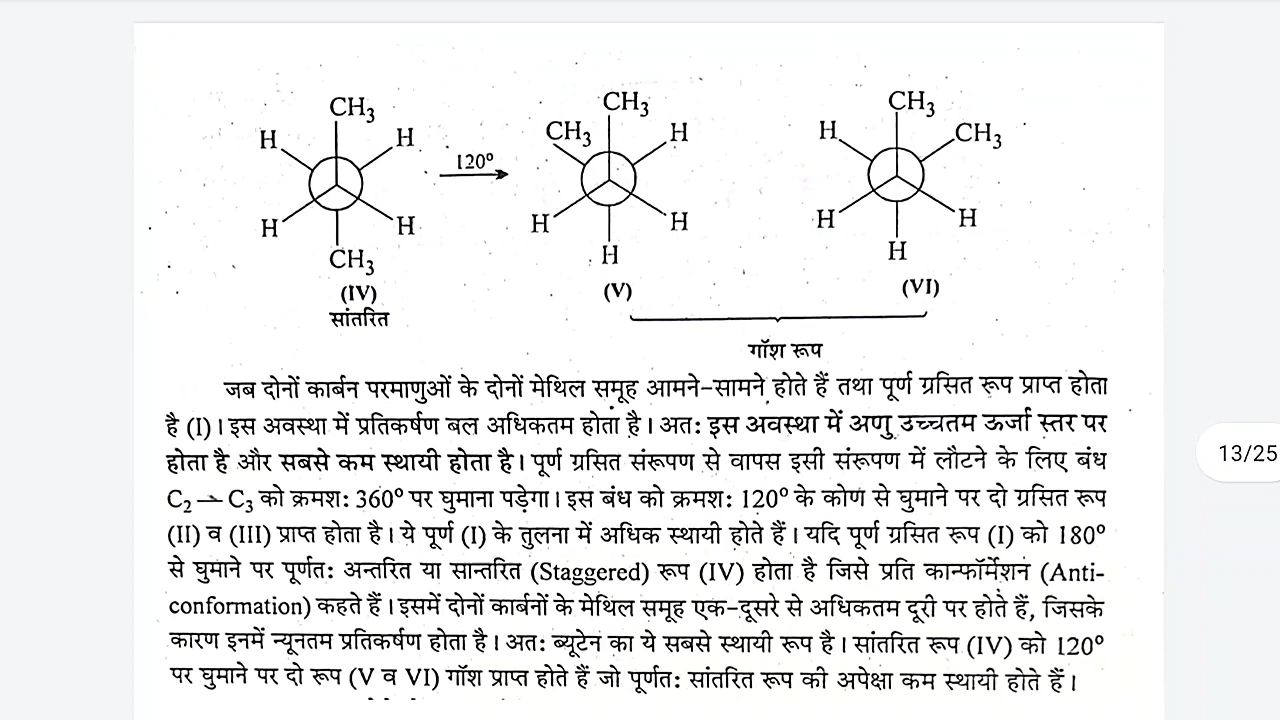 CH3
H H
H H
CH3
(IV)
सांतरित
120°
CH3
CH3 H
H H
H
(V)
CH3
H CH3
H H
H
(VI)
गॉश रूप
जब दोनों कार्बन परमाणुओं के दोनों मेथिल समूह आमने-सामने होते हैं तथा पूर्ण ग्रसित रूप प्राप्त होता
है (I)। इस अवस्था में प्रतिकर्षण बल अधिकतम होता है। अतः इस अवस्था में अणु उच्चतम ऊर्जा स्तर पर
होता है और सबसे कम स्थायी होता है। पूर्ण ग्रसित संरूपण से वापस इसी संरूपण में लौटने के लिए बंध
C2 — C3 को क्रमशः 360° पर घुमाना पड़ेगा। इस बंध को क्रमशः 120° के कोण से घुमाने पर दो ग्रसित रूप
(II) व (III) प्राप्त होता है। ये पूर्ण (I) के तुलना में अधिक स्थायी होते हैं। यदि पूर्ण ग्रसित रूप (I) को 180°
से घुमाने पर पूर्णतः अन्तरित या सान्तरित (Staggered) रूप (IV) होता है जिसे प्रति कान्फॉर्मेशन (Anti-
conformation) कहते हैं। इसमें दोनों कार्बनों के मेथिल समूह एक-दूसरे से अधिकतम दूरी पर होते हैं, जिसके
कारण इनमें न्यूनतम प्रतिकर्षण होता है। अतः ब्यूटेन का ये सबसे स्थायी रूप है। सांतरित रूप (IV) को 120°
पर घुमाने पर दो रूप (V व VI) गॉश प्राप्त होते हैं जो पूर्णतः सांतरित रूप की अपेक्षा कम स्थायी होते हैं।
13/25